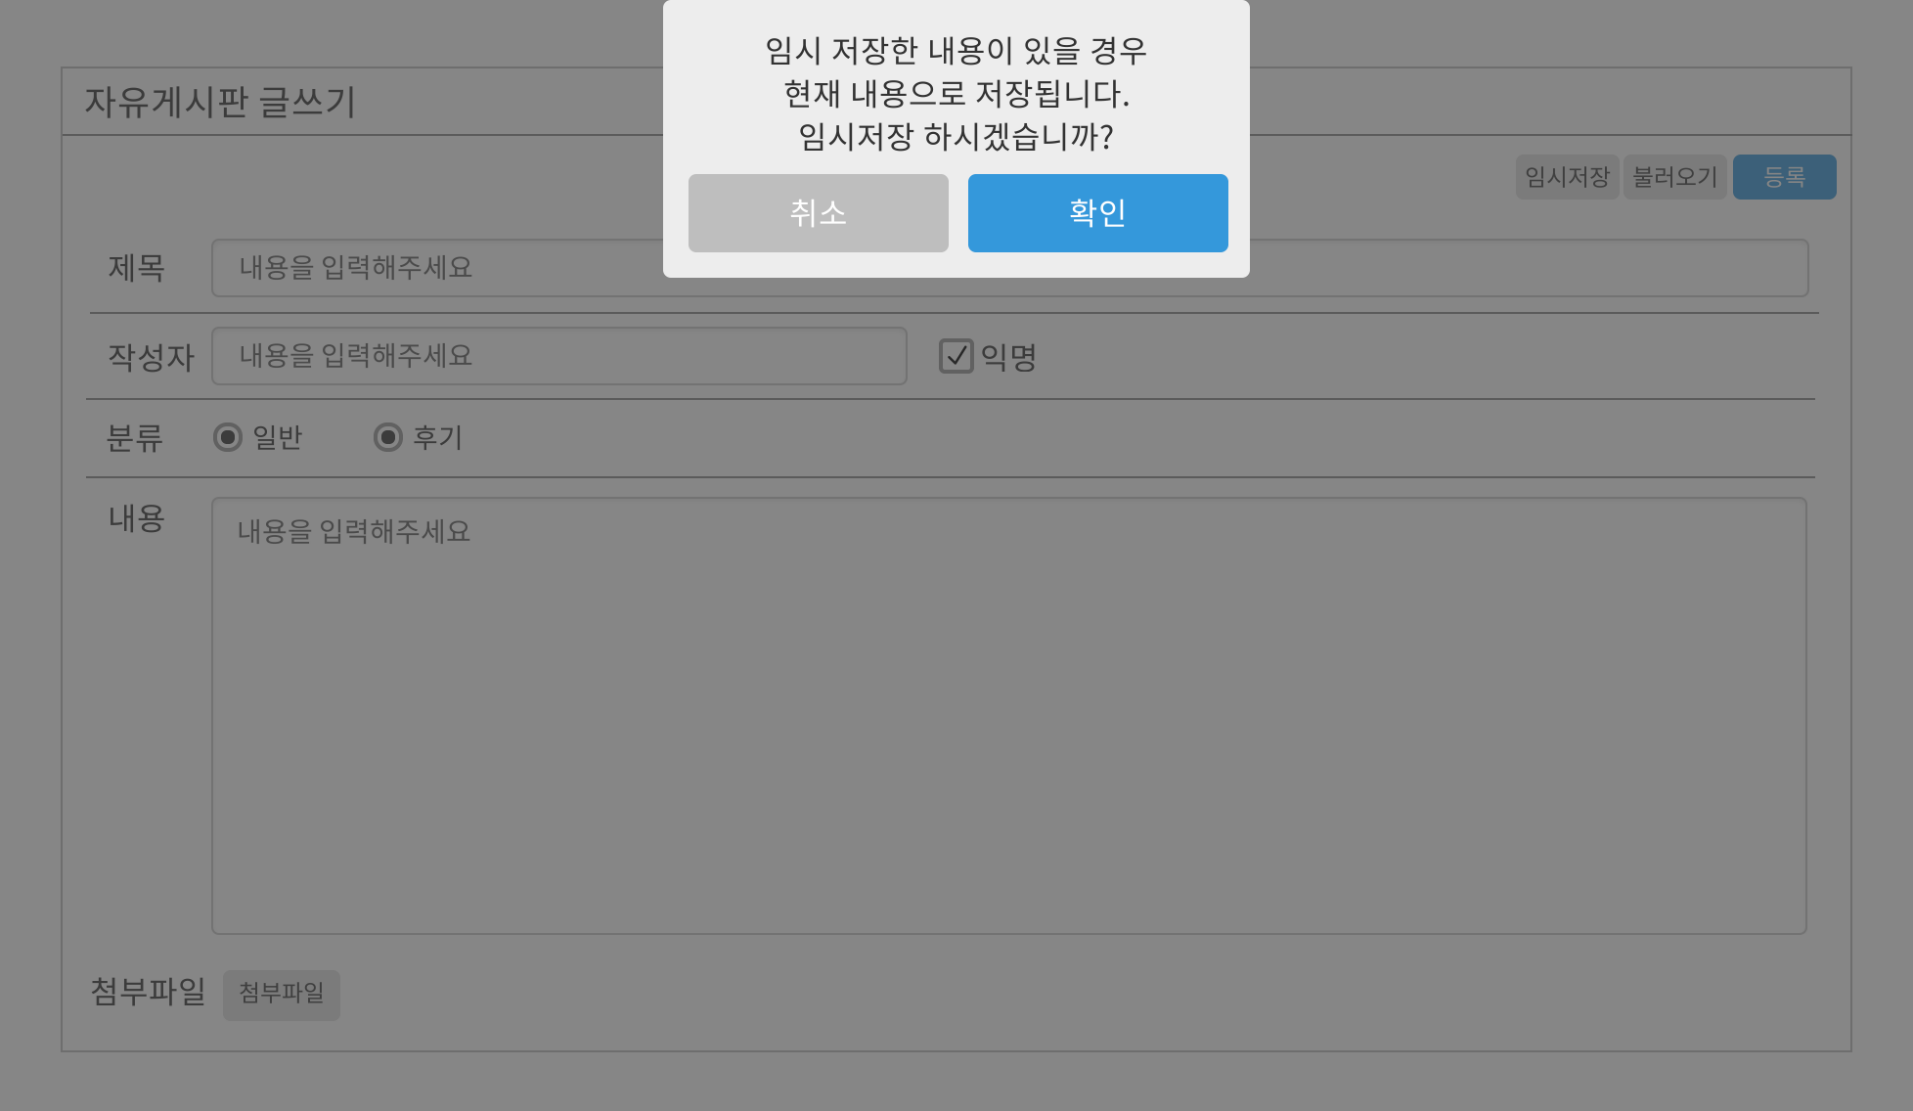 임시 저장한 내용이 있을 경우
현재 내용으로 저장됩니다.
임시저장 하시겠습니까?
취소 확인
자유게시판 글쓰기
임시저장 불러오기 등록
제목 내용을 입력해주세요
작성자 내용을 입력해주세요 익명
분류 일반 후기
내용 내용을 입력해주세요
첨부파일 첨부파일